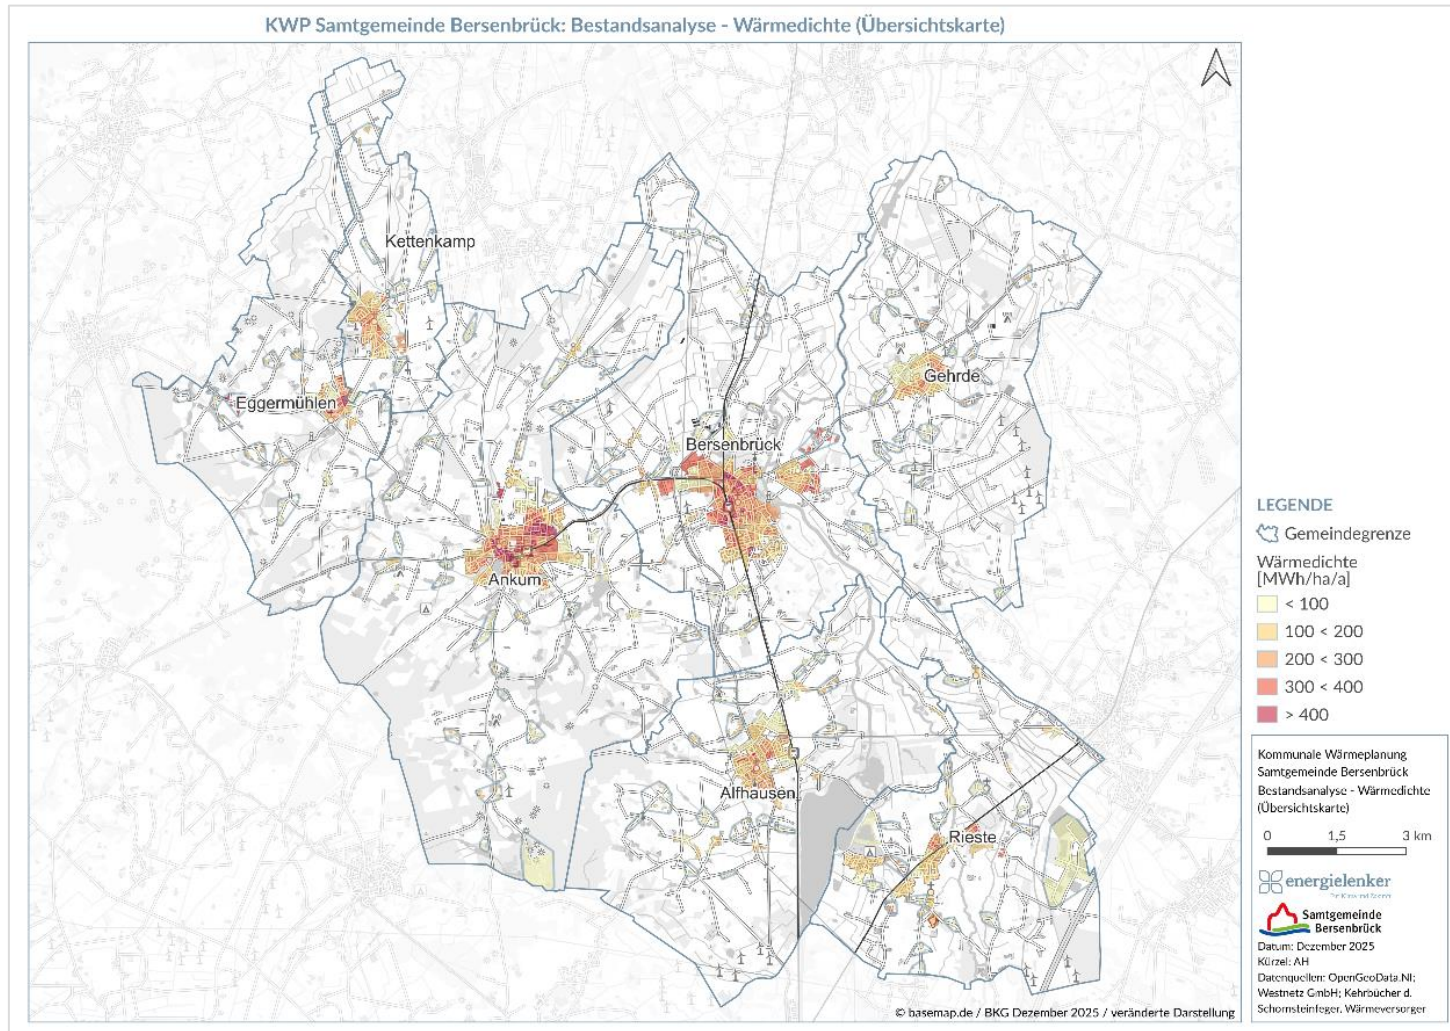 KWP Samtgemeinde Bersenbrück: Bestandsanalyse - Wärmedichte (Übersichtskarte)
Kettenkamp
Eggermühlen
Gehrde
Bersenbrück
Ankum
Alfhausen
Rieste
© basemap.de / BKG Dezember 2025 / veränderte Darstellung
LEGENDE
Gemeindegrenze
Wärmedichte
[MWh/ha/a]
< 100
100 < 200
200 < 300
300 < 400
> 400
Kommunale Wärmeplanung
Samtgemeinde Bersenbrück
Bestandsanalyse - Wärmedichte
(Übersichtskarte)
0 1,5 3 km
energielenker
Samtgemeinde
Bersenbrück
Datum: Dezember 2025
Kürzel: AH
Datenquellen: OpenGeoData.NI;
Westnetz GmbH; Kehrbücher d.
Schornsteinfeger, Wärmeversorger